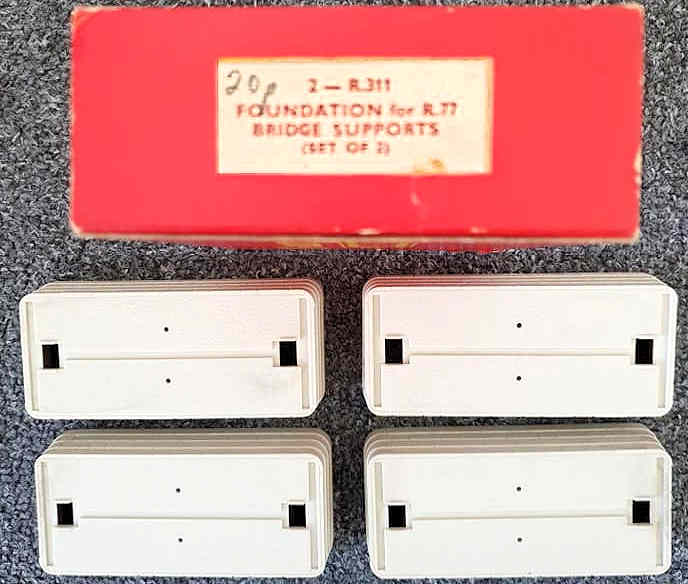 20p 2 — R.311
FOUNDATION for R.77
BRIDGE SUPPORTS
(SET OF 2)